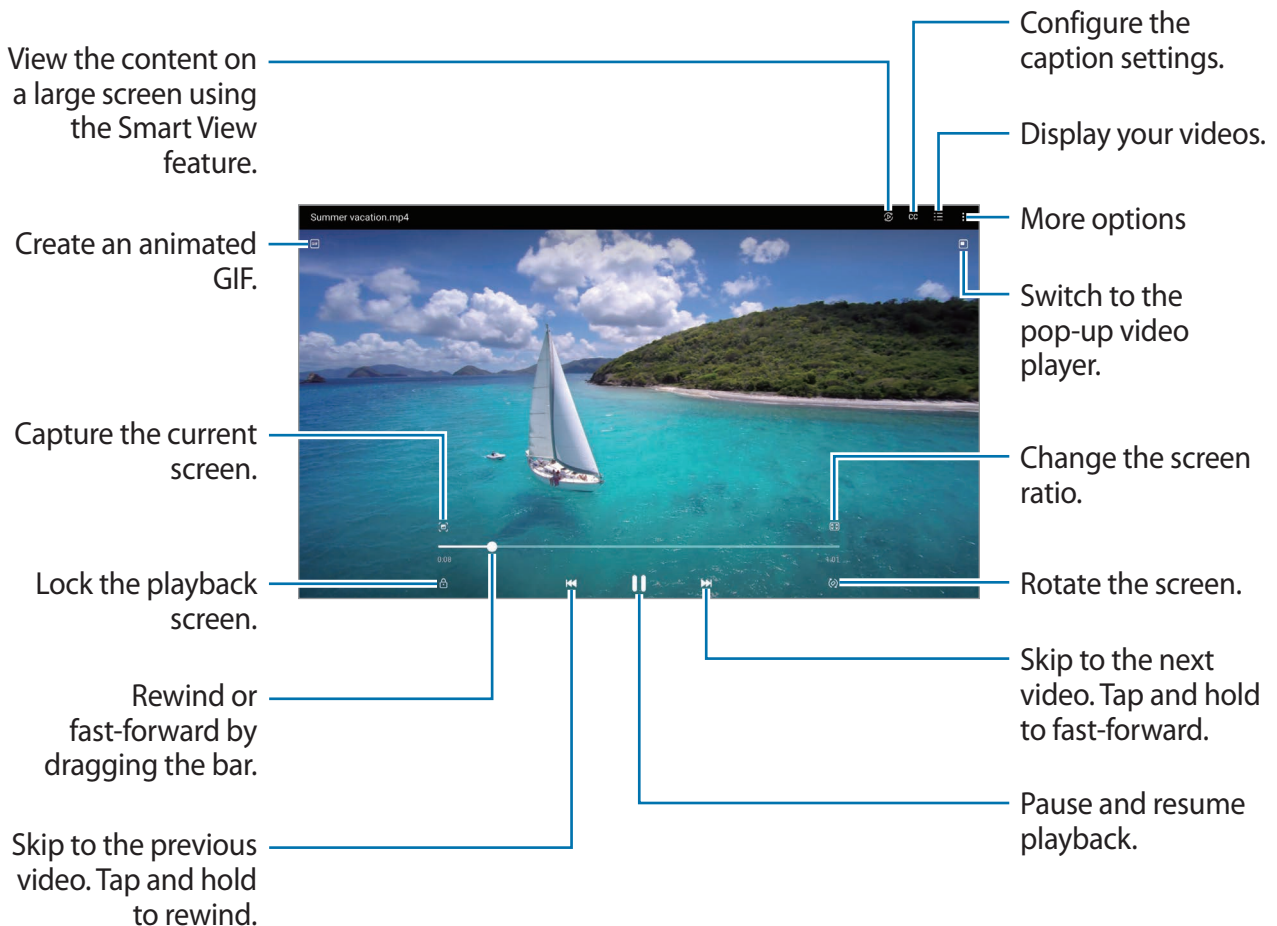 View the content on
a large screen using
the Smart View
feature.
Create an animated
GIF.
Capture the current
screen.
Lock the playback
screen.
Rewind or
fast-forward by
dragging the bar.
Skip to the previous
video. Tap and hold
to rewind.
Summer vacation.mp4
CC
GIF
0:08
Configure the
caption settings.
Display your videos.
More options
Switch to the
pop-up video
player.
Change the screen
ratio.
Rotate the screen.
Skip to the next
video. Tap and hold
to fast-forward.
Pause and resume
playback.